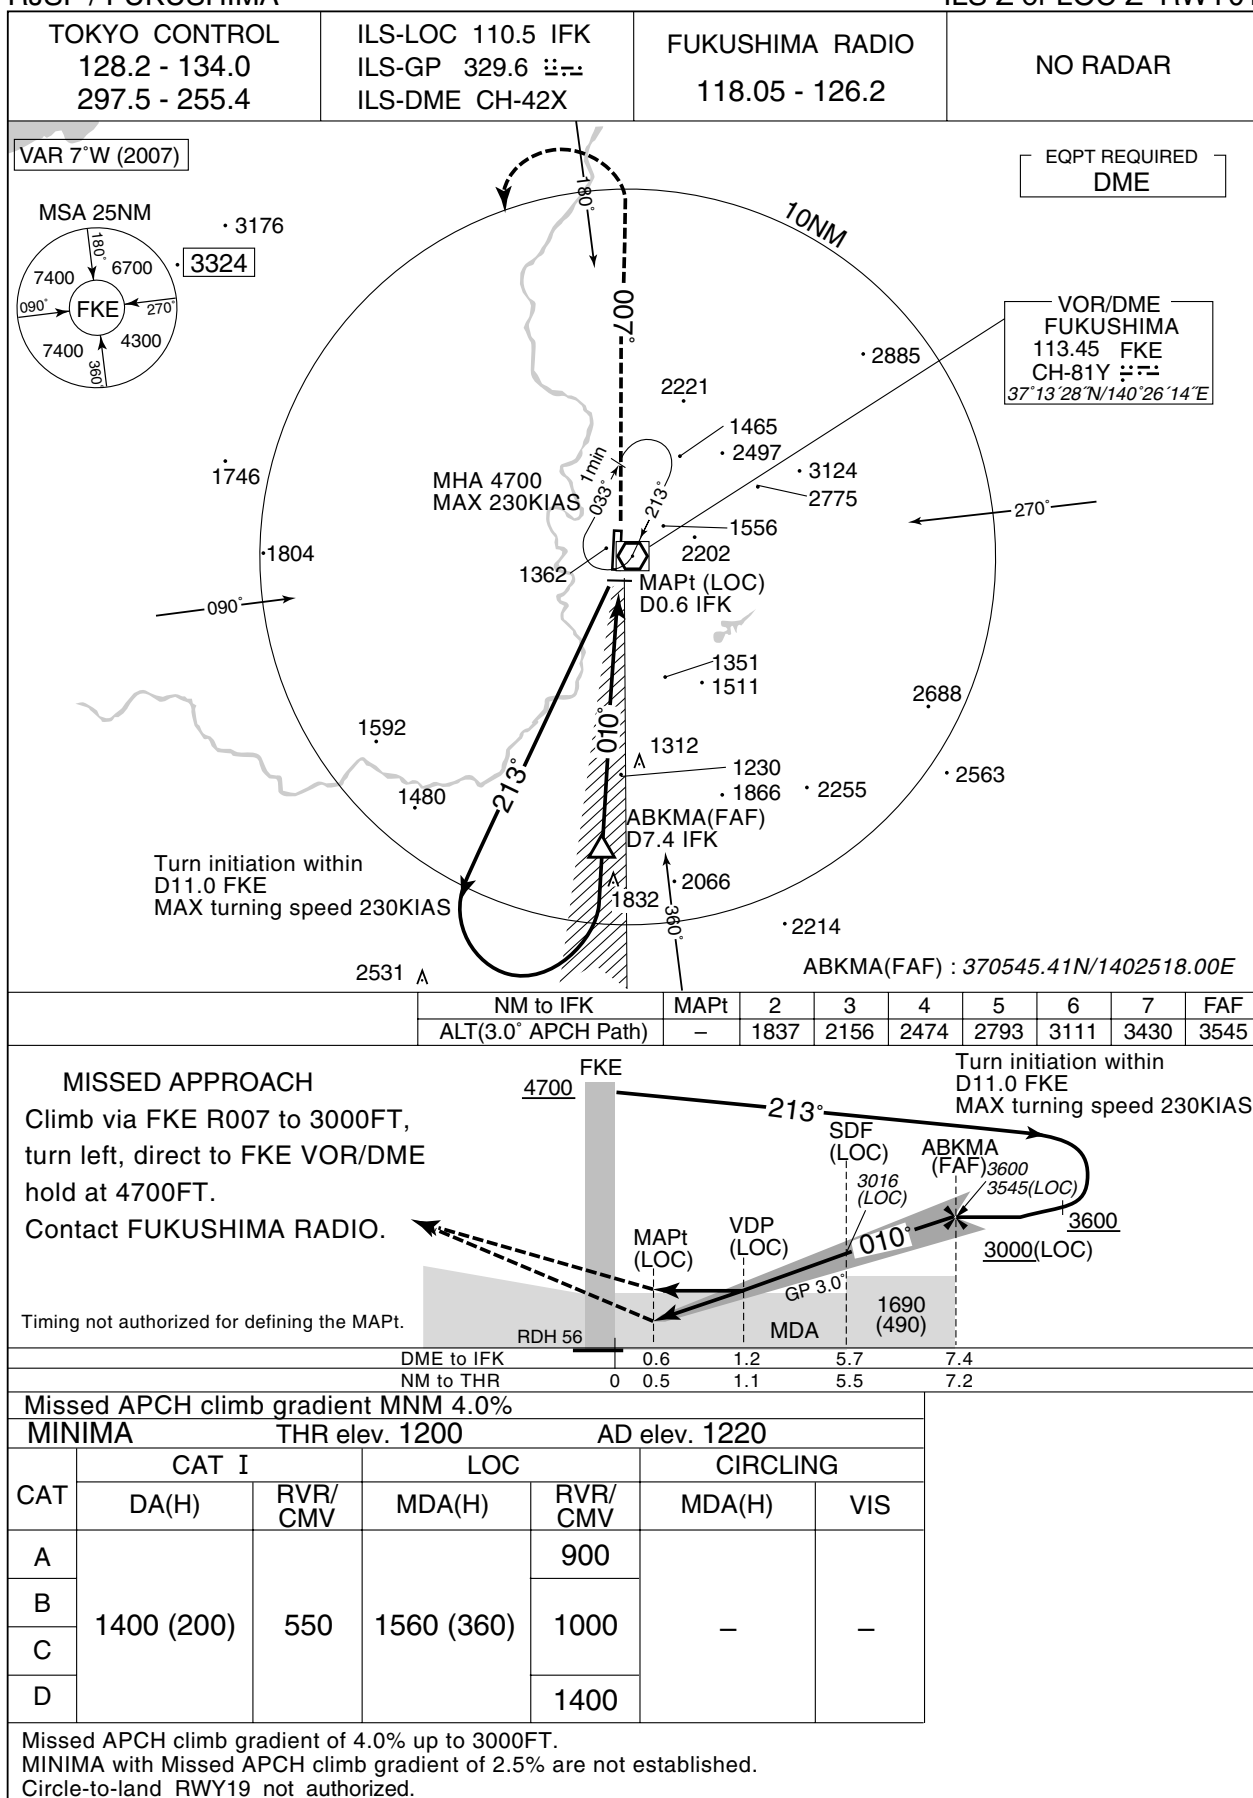 TOKYO CONTROL
128.2 - 134.0
297.5 - 255.4
ILS-LOC 110.5 IFK
ILS-GP 329.6
ILS-DME CH-42X
FUKUSHIMA RADIO
118.05 - 126.2
NO RADAR
VAR 7°W (2007)
EQPT REQUIRED
DME
MSA 25NM
180°
7400
6700
090°
FKE
270°
7400
4300
360°
3176
3324
180°
10NM
007°
VOR/DME
FUKUSHIMA
113.45 FKE
CH-81Y
37°13´28˝N/140°26´14˝E
2885
2221
1465
2497
3124
2775
1746
MHA 4700
MAX 230KIAS
1min
033°
213°
270°
1556
2202
1804
1362
MAPt (LOC)
D0.6 IFK
090°
1351
1511
2688
1592
010°
213°
1312
1230
1866
2255
2563
1480
ABKMA(FAF)
D7.4 IFK
Turn initiation within
D11.0 FKE
MAX turning speed 230KIAS
1832
2066
360°
2214
2531
ABKMA(FAF) : 370545.41N/1402518.00E
NM to IFK MAPt 2 3 4 5 6 7 FAF
ALT(3.0° APCH Path) – 1837 2156 2474 2793 3111 3430 3545
MISSED APPROACH
Climb via FKE R007 to 3000FT,
turn left, direct to FKE VOR/DME
hold at 4700FT.
Contact FUKUSHIMA RADIO.
Timing not authorized for defining the MAPt.
FKE
4700
213°
Turn initiation within
D11.0 FKE
MAX turning speed 230KIAS
SDF
(LOC)
3016
(LOC)
ABKMA
(FAF)
3600
3545(LOC)
3600
3000(LOC)
MAPt
(LOC)
VDP
(LOC)
010°
GP 3.0°
1690
(490)
MDA
RDH 56
DME to IFK 0.6 1.2 5.7 7.4
NM to THR 0 0.5 1.1 5.5 7.2
Missed APCH climb gradient MNM 4.0%
MINIMA THR elev. 1200 AD elev. 1220
CAT CAT I LOC CIRCLING
DA(H) RVR/CMV MDA(H) RVR/CMV MDA(H) VIS
A 900
B
1400 (200) 550 1560 (360) 1000 – –
C
D 1400
Missed APCH climb gradient of 4.0% up to 3000FT.
MINIMA with Missed APCH climb gradient of 2.5% are not established.
Circle-to-land RWY19 not authorized.